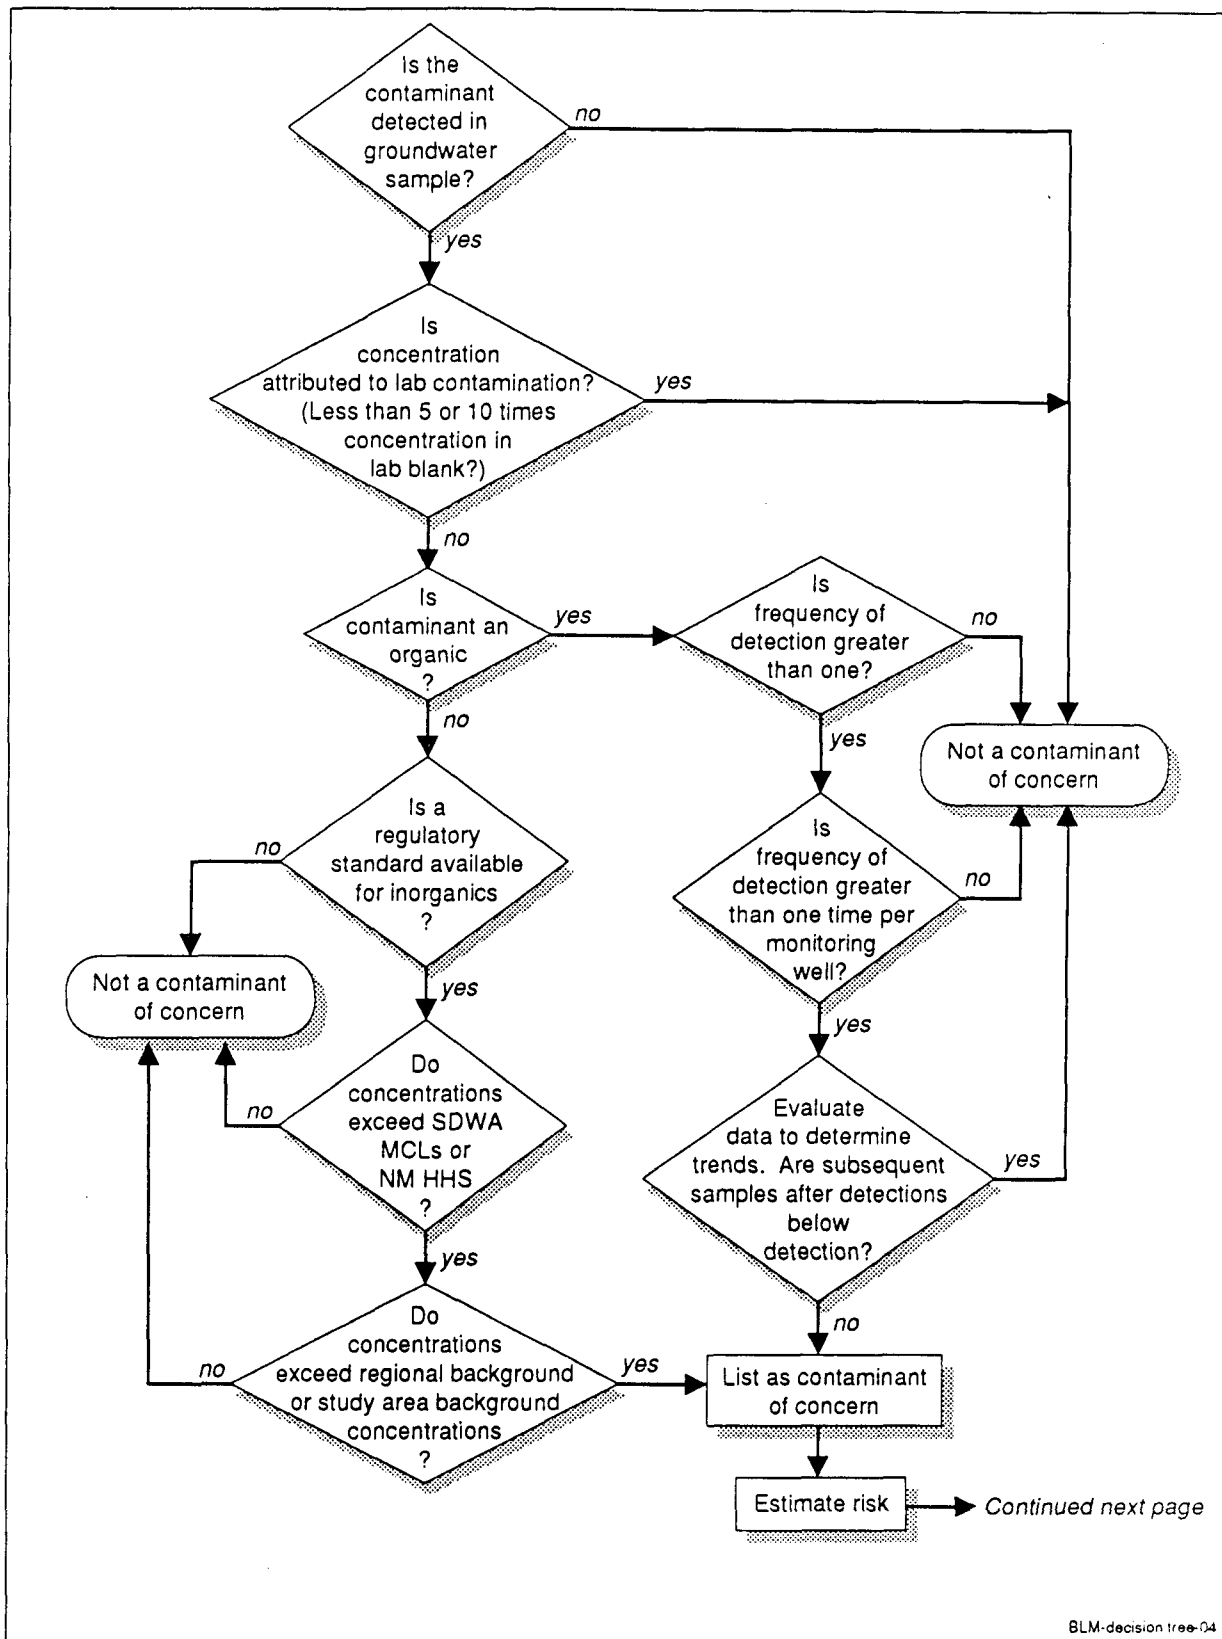 Is the
contaminant
detected in
groundwater
sample?
no
yes
Is
concentration
attributed to lab contamination?
(Less than 5 or 10 times
concentration in
lab blank?)
yes
no
Is
contaminant an
organic
?
yes
no
Is
frequency of
detection greater
than one?
no
yes
Not a contaminant
of concern
Is a
regulatory
standard available
for inorganics
?
no
yes
Is
frequency of
detection greater
than one time per
monitoring
well?
no
yes
Not a contaminant
of concern
Do
concentrations
exceed SDWA
MCLs or
NM HHS
?
no
yes
Evaluate
data to determine
trends. Are subsequent
samples after detections
below
detection?
yes
no
Do
concentrations
exceed regional background
or study area background
concentrations
?
no
yes
List as contaminant
of concern
Estimate risk
Continued next page
BLM-decision tree-04